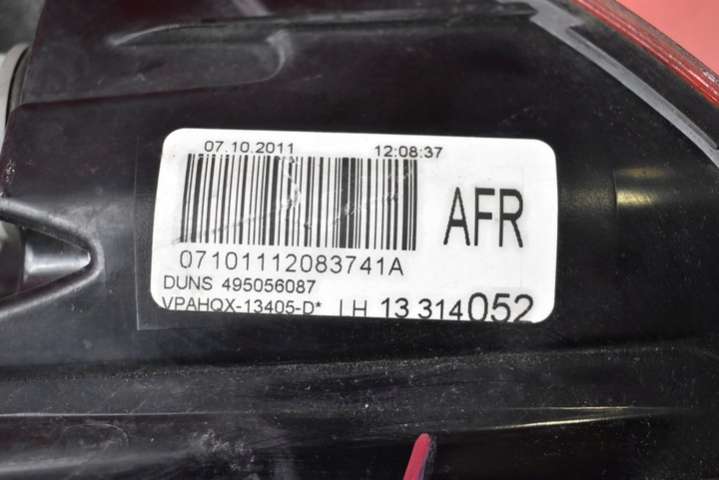 07.10.2011 12:08:37
AFR
07101112083741A
DUNS 495056087
VPAHQX-13405-D* LH 13 314052